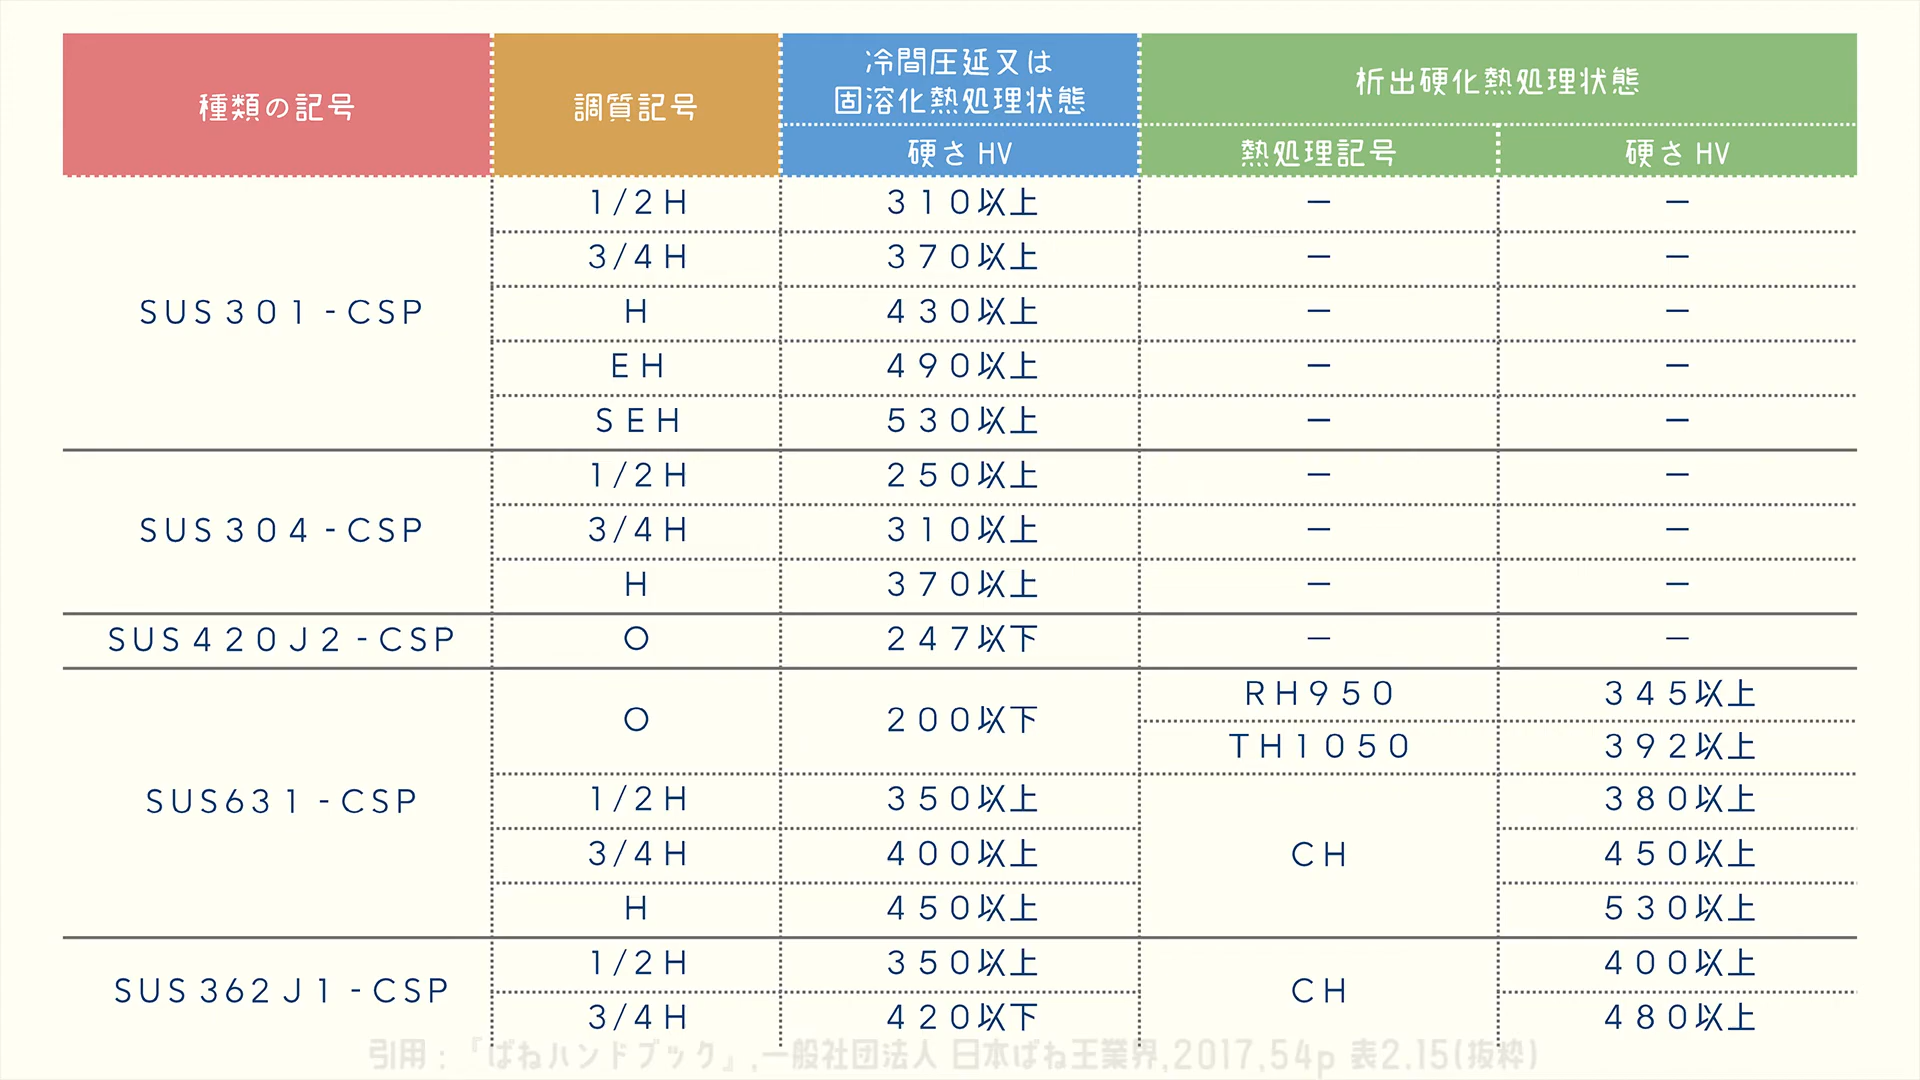 種類の記号 調質記号 冷間圧延又は 析出硬化熱処理状態
固溶化熱処理状態
硬さHV 熱処理記号 硬さHV
SUS301-CSP 1/2H 310以上 － －
3/4H 370以上 － －
H 430以上 － －
EH 490以上 － －
SEH 530以上 － －
SUS304-CSP 1/2H 250以上 － －
3/4H 310以上 － －
H 370以上 － －
SUS420J2-CSP O 247以下 － －
SUS631-CSP O 200以下 RH950 345以上
TH1050 392以上
1/2H 350以上 CH 380以上
3/4H 400以上 450以上
H 450以上 530以上
SUS362J1-CSP 1/2H 350以上 CH 400以上
3/4H 420以下 480以上
引用：『ばねハンドブック』,一般社団法人 日本ばね王業界,2017,54p 表2.15(抜粋)